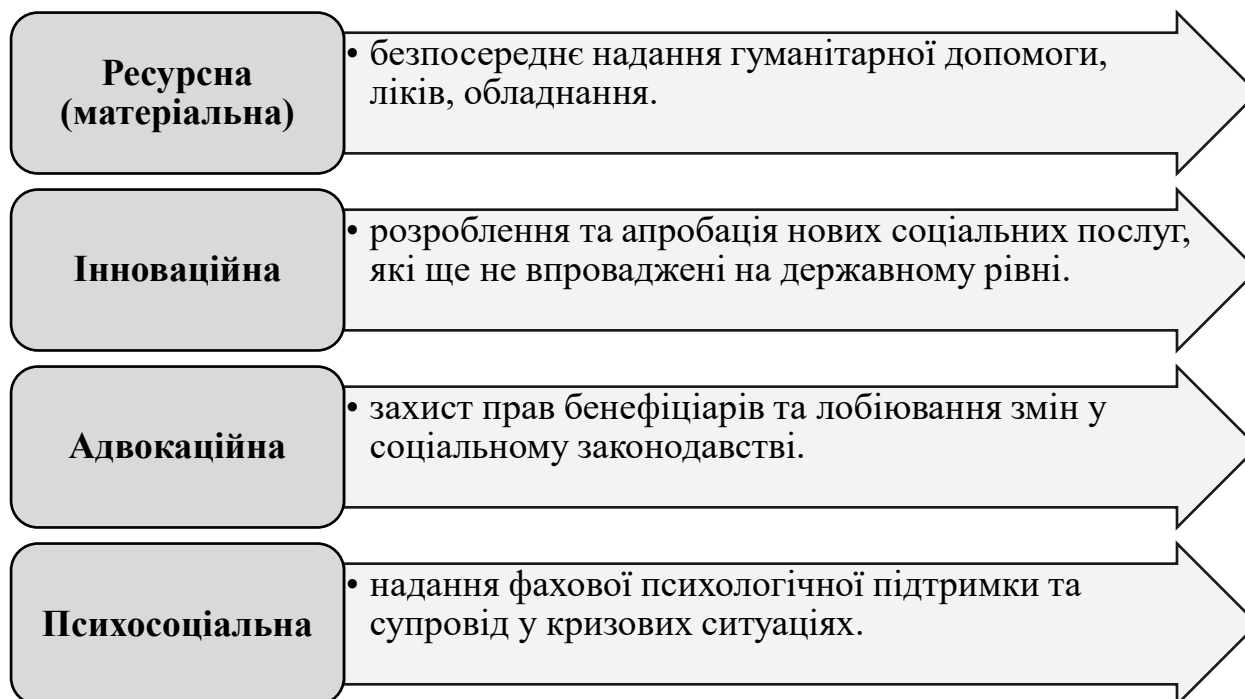 Ресурсна
(матеріальна)
• безпосереднє надання гуманітарної допомоги,
ліків, обладнання.
Інноваційна
• розроблення та апробація нових соціальних послуг,
які ще не впроваджені на державному рівні.
Адвокаційна
• захист прав бенефіціарів та лобіювання змін у
соціальному законодавстві.
Психосоціальна
• надання фахової психологічної підтримки та
супровід у кризових ситуаціях.